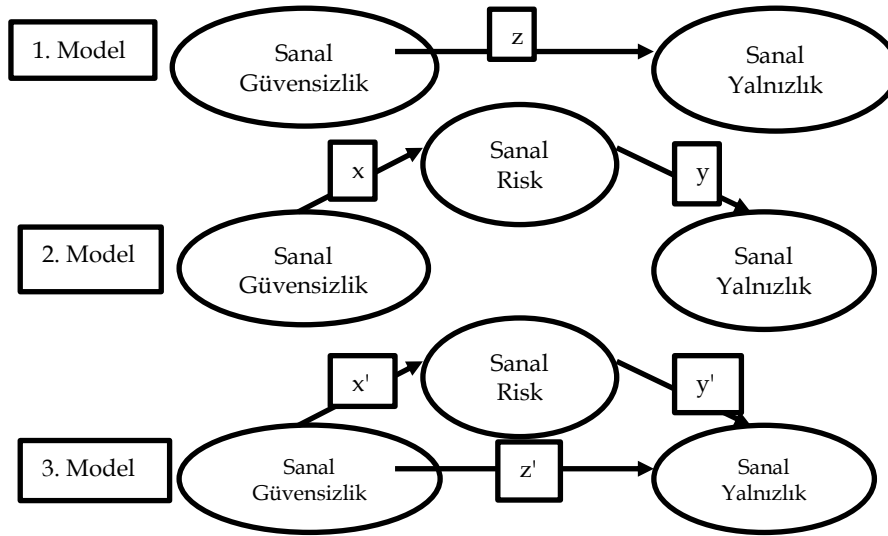 1. Model
Sanal
Güvensizlik
z
Sanal
Yalnızlık
x
Sanal
Risk
y
2. Model
Sanal
Güvensizlik
Sanal
Yalnızlık
x'
Sanal
Risk
y'
3. Model
Sanal
Güvensizlik
z'
Sanal
Yalnızlık